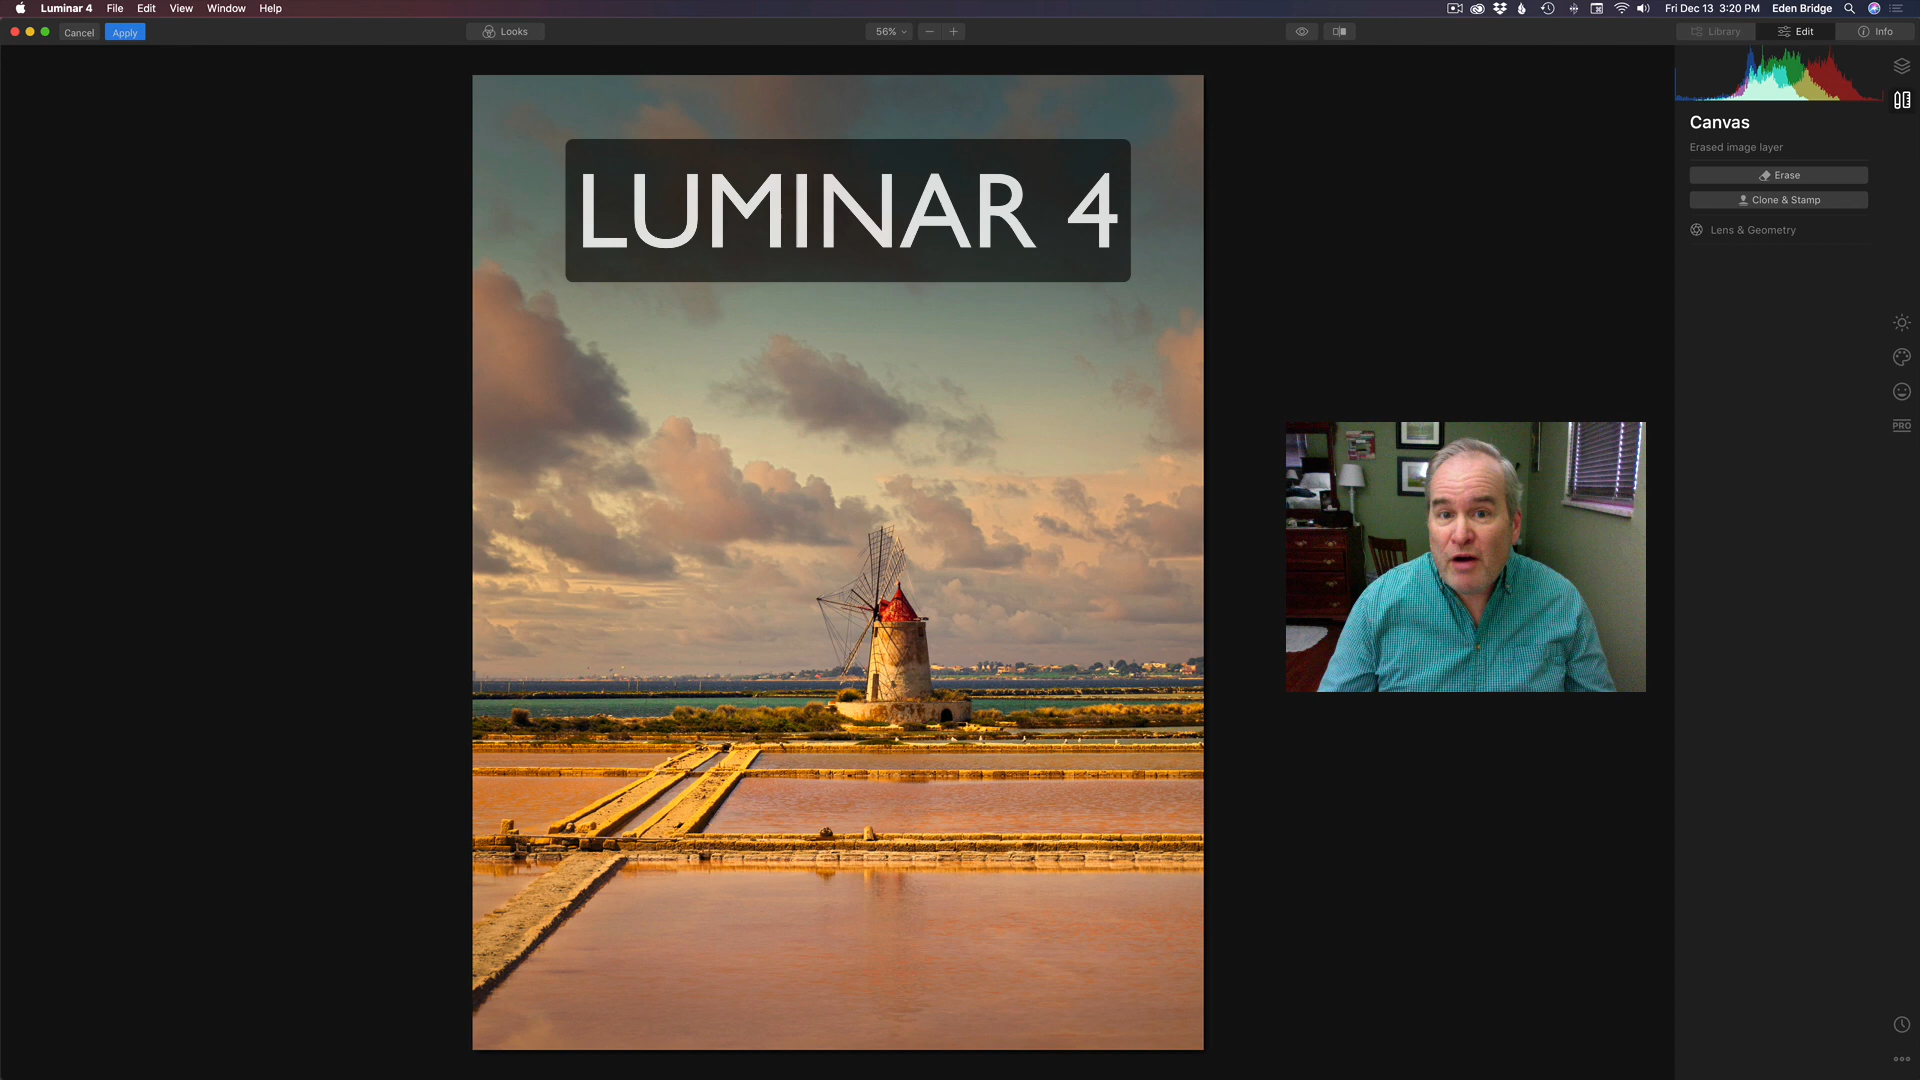 Luminar 4 File Edit View Window Help Fri Dec 13 3:20 PM Eden Bridge
Cancel Apply Looks 56% Library Edit Info
Canvas
Erased image layer
Erase
Clone & Stamp
Lens & Geometry
LUMINAR 4
PRO